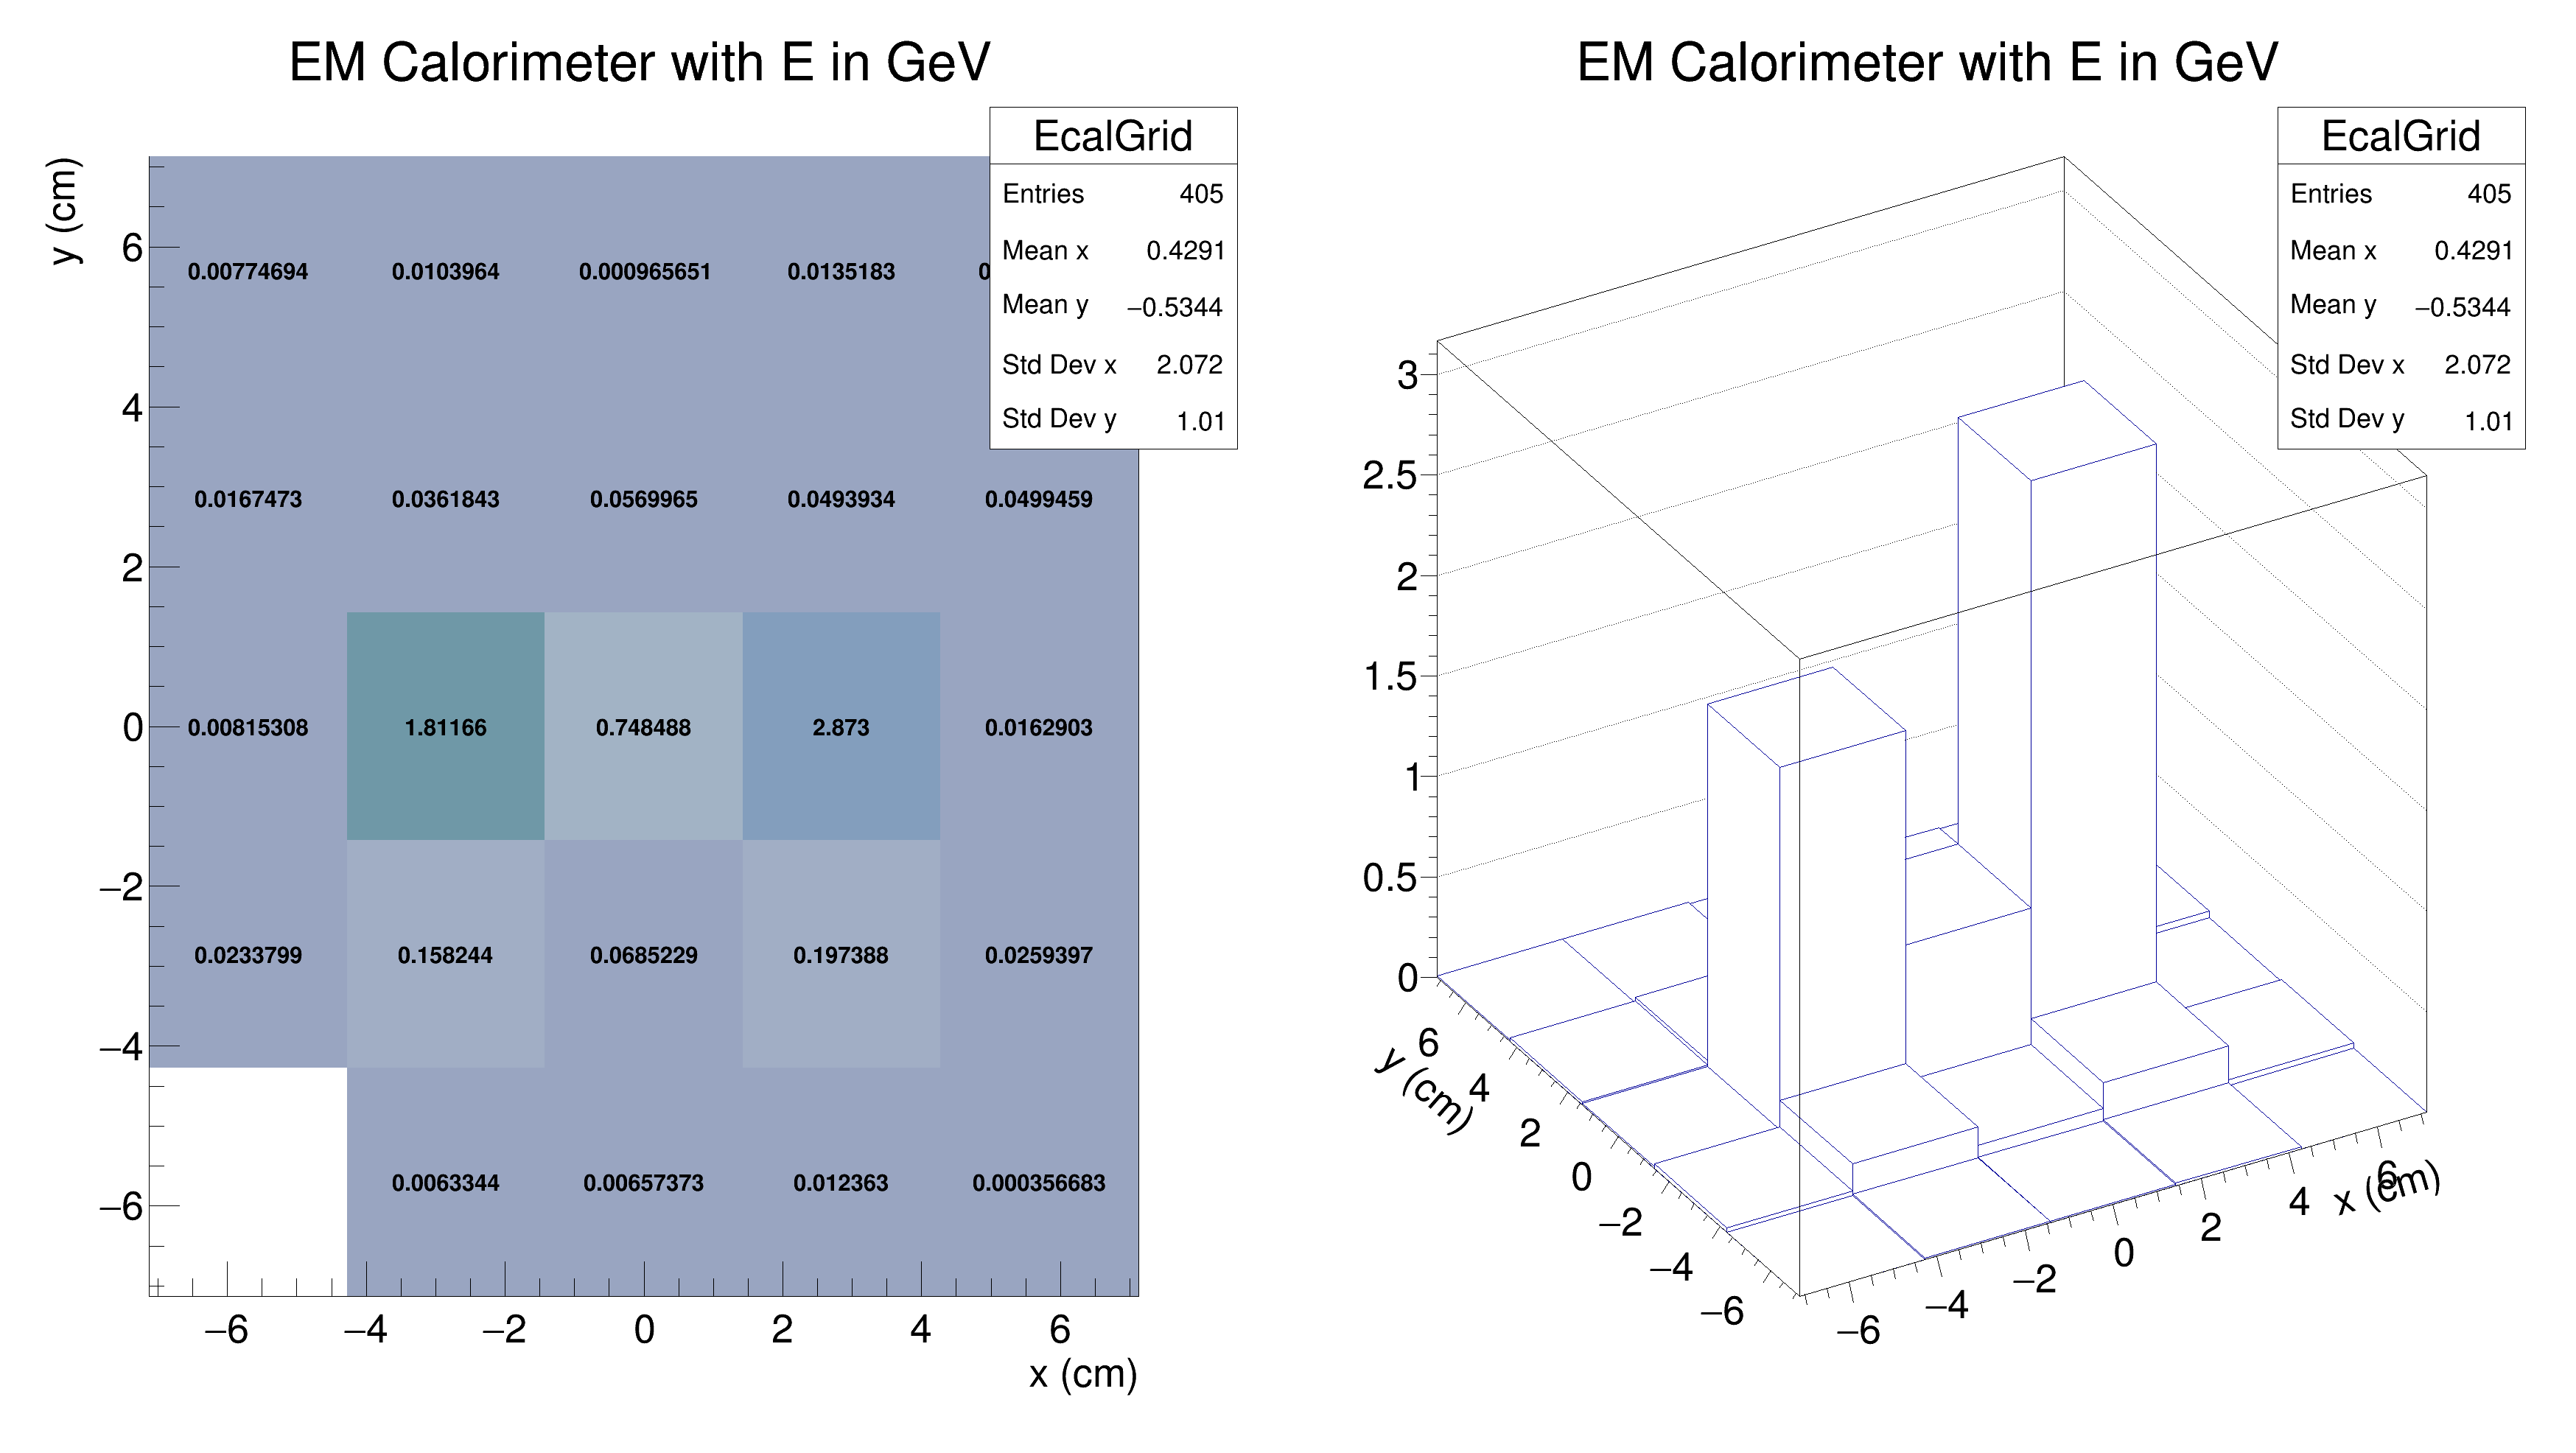 EM Calorimeter with E in GeV
EcalGrid
Entries 405
Mean x 0.4291
Mean y −0.5344
Std Dev x 2.072
Std Dev y 1.01
y (cm)
6
4
2
0
−2
−4
−6
0.00774694 0.0103964 0.000965651 0.0135183 0
0.0167473 0.0361843 0.0569965 0.0493934 0.0499459
0.00815308 1.81166 0.748488 2.873 0.0162903
0.0233799 0.158244 0.0685229 0.197388 0.0259397
0.0063344 0.00657373 0.012363 0.000356683
−6 −4 −2 0 2 4 6
x (cm)
EM Calorimeter with E in GeV
EcalGrid
Entries 405
Mean x 0.4291
Mean y −0.5344
Std Dev x 2.072
Std Dev y 1.01
3
2.5
2
1.5
1
0.5
0
y (cm)
6
4
2
0
−2
−4
−6
−6 −4 −2 0 2 4 6
x (cm)